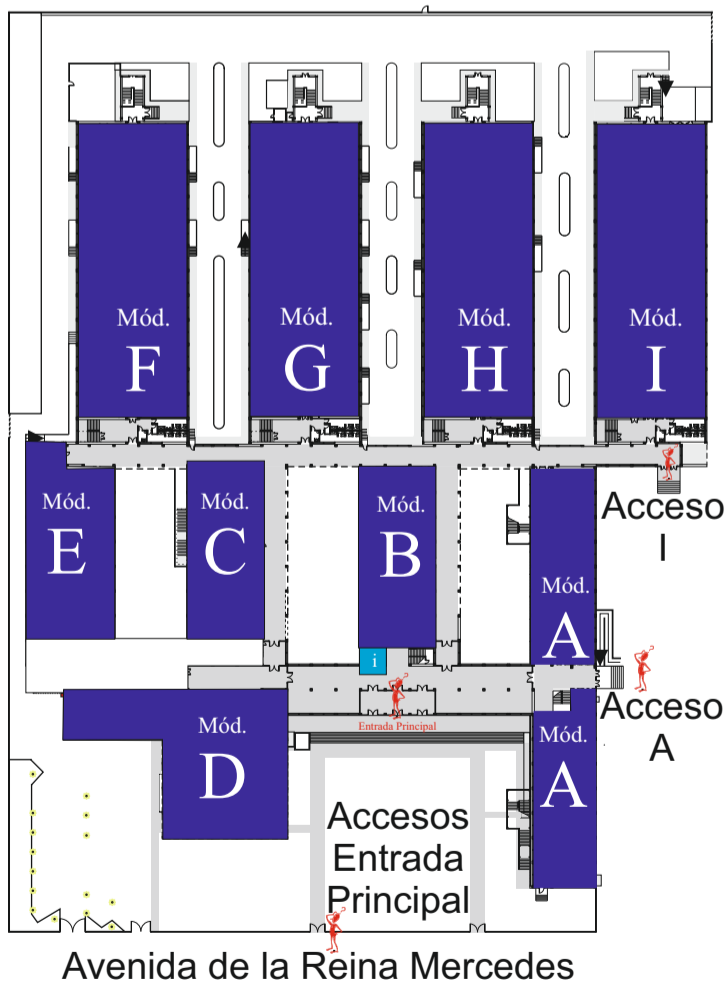 Mód.
F
Mód.
G
Mód.
H
Mód.
I
Mód.
E
Mód.
C
Mód.
B
Mód.
A
Acceso
I
i
Entrada Principal
Acceso
A
Mód.
D
Mód.
A
Accesos
Entrada
Principal
Avenida de la Reina Mercedes